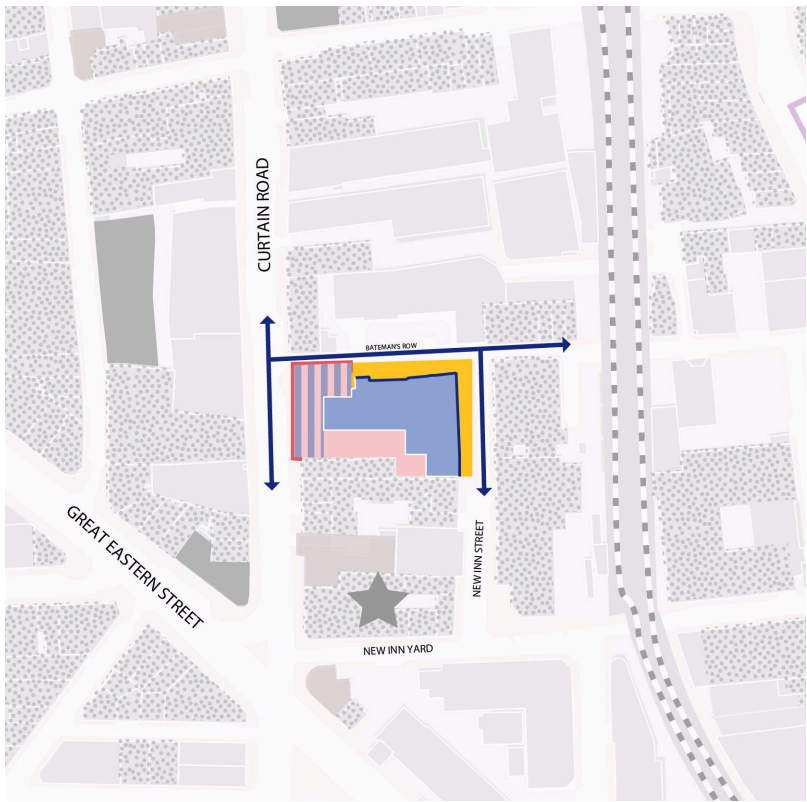 CURTAIN ROAD
BATEMAN'S ROW
GREAT EASTERN STREET
NEW INN STREET
NEW INN YARD